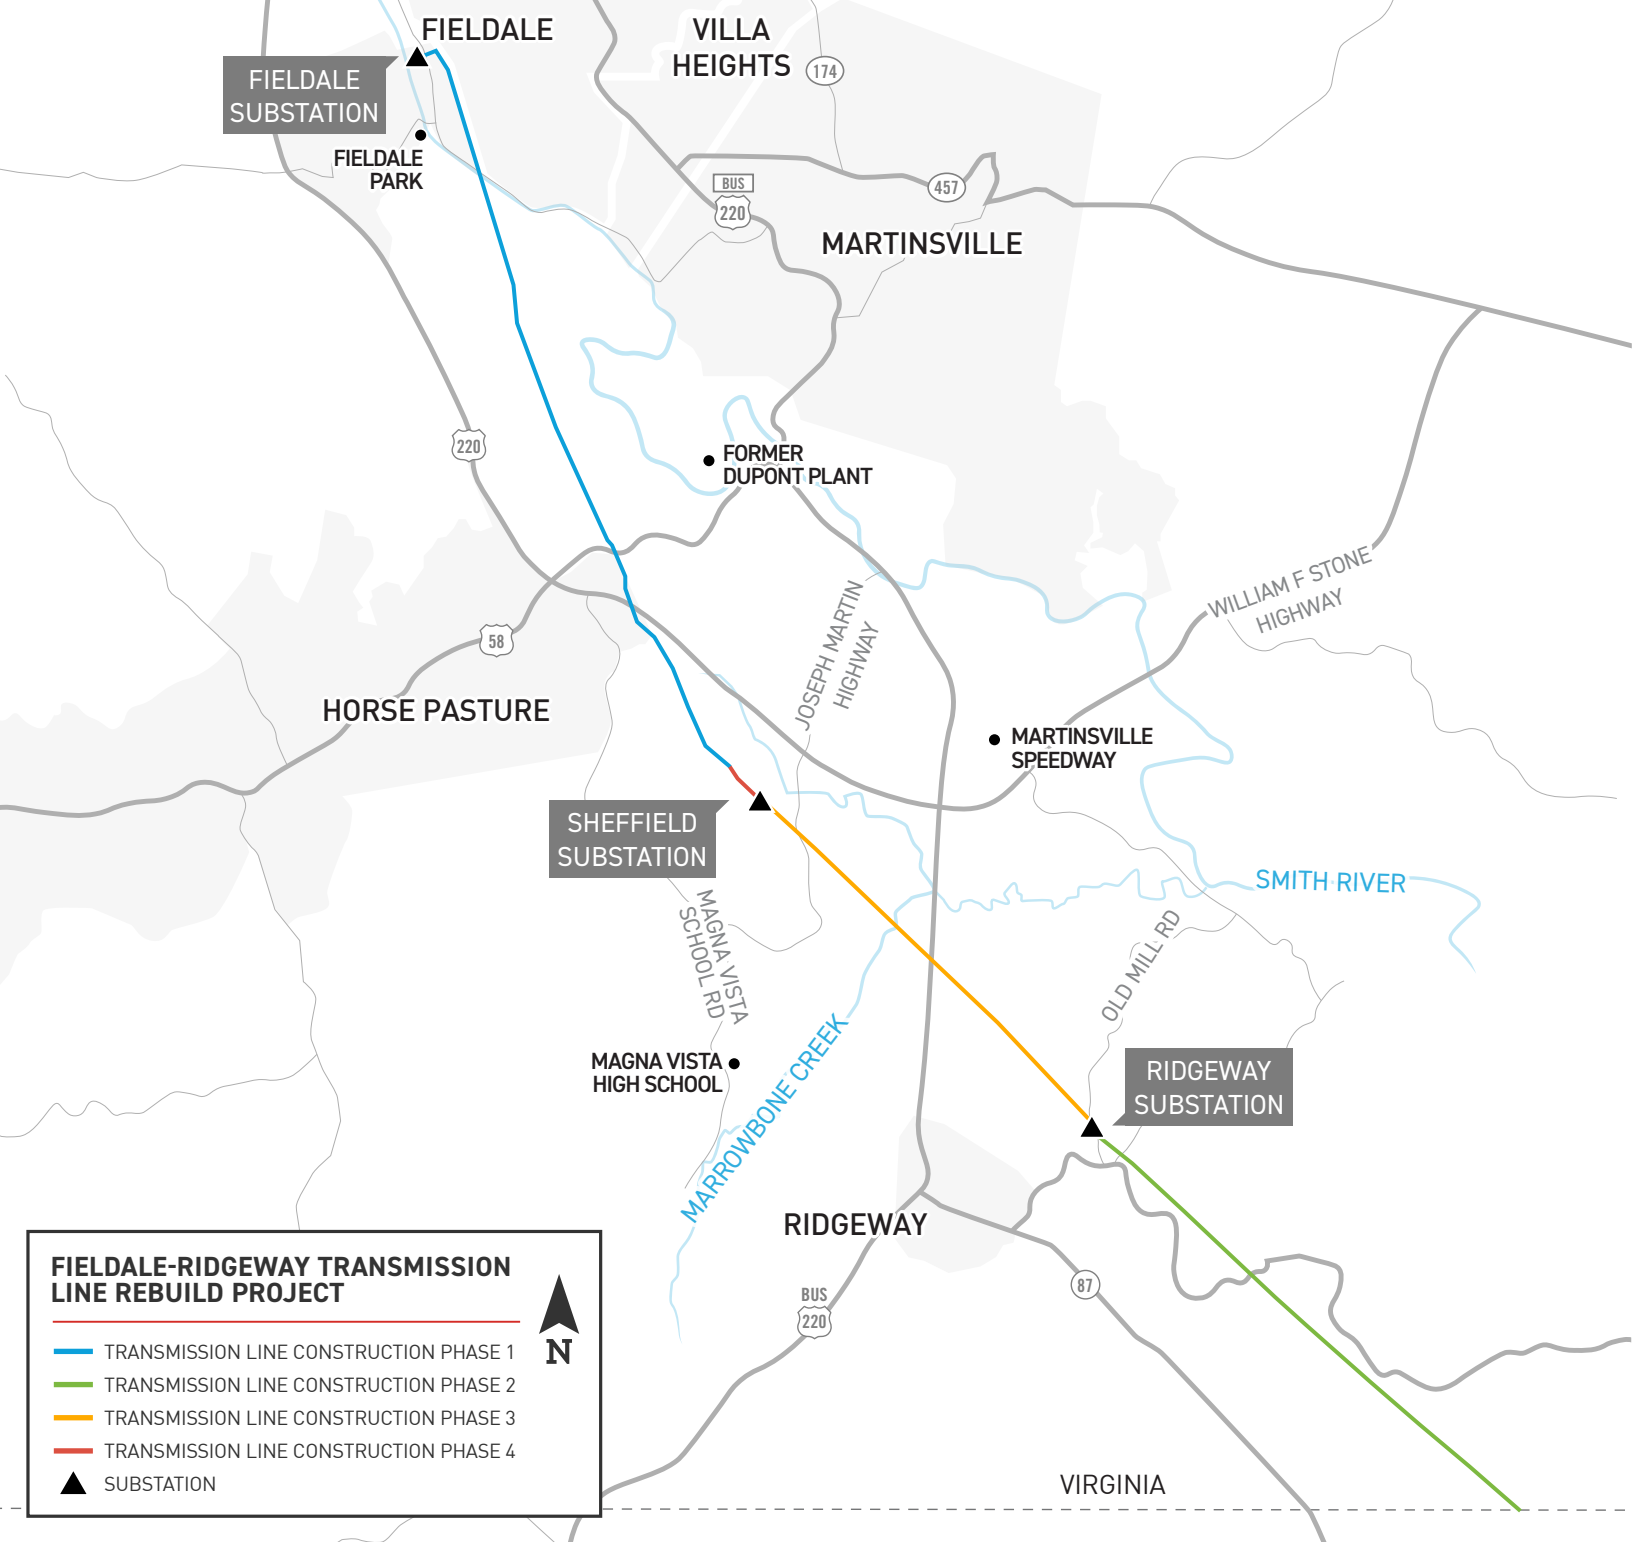 FIELDALE
VILLA
HEIGHTS
174
FIELDALE
SUBSTATION
FIELDALE
PARK
BUS
220
457
MARTINSVILLE
220
FORMER
DUPONT PLANT
WILLIAM F STONE
HIGHWAY
JOSEPH MARTIN
HIGHWAY
58
HORSE PASTURE
MARTINSVILLE
SPEEDWAY
SHEFFIELD
SUBSTATION
SMITH RIVER
MAGNA VISTA
SCHOOL RD
OLD MILL RD
MAGNA VISTA
HIGH SCHOOL
MARROWBONE CREEK
RIDGEWAY
SUBSTATION
RIDGEWAY
BUS
220
87
FIELDALE-RIDGEWAY TRANSMISSION
LINE REBUILD PROJECT
N
TRANSMISSION LINE CONSTRUCTION PHASE 1
TRANSMISSION LINE CONSTRUCTION PHASE 2
TRANSMISSION LINE CONSTRUCTION PHASE 3
TRANSMISSION LINE CONSTRUCTION PHASE 4
SUBSTATION
VIRGINIA